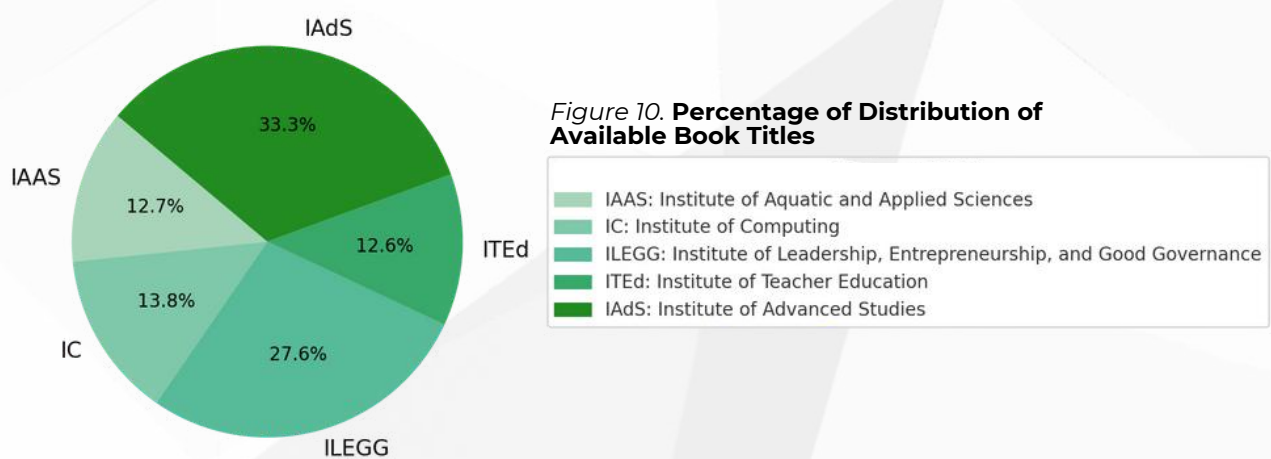 IAdS
33.3%
IAAS
12.7%
12.6%
ITEd
13.8%
IC
27.6%
ILEGG
Figure 10. Percentage of Distribution of
Available Book Titles
IAAS: Institute of Aquatic and Applied Sciences
IC: Institute of Computing
ILEGG: Institute of Leadership, Entrepreneurship, and Good Governance
ITEd: Institute of Teacher Education
IAdS: Institute of Advanced Studies